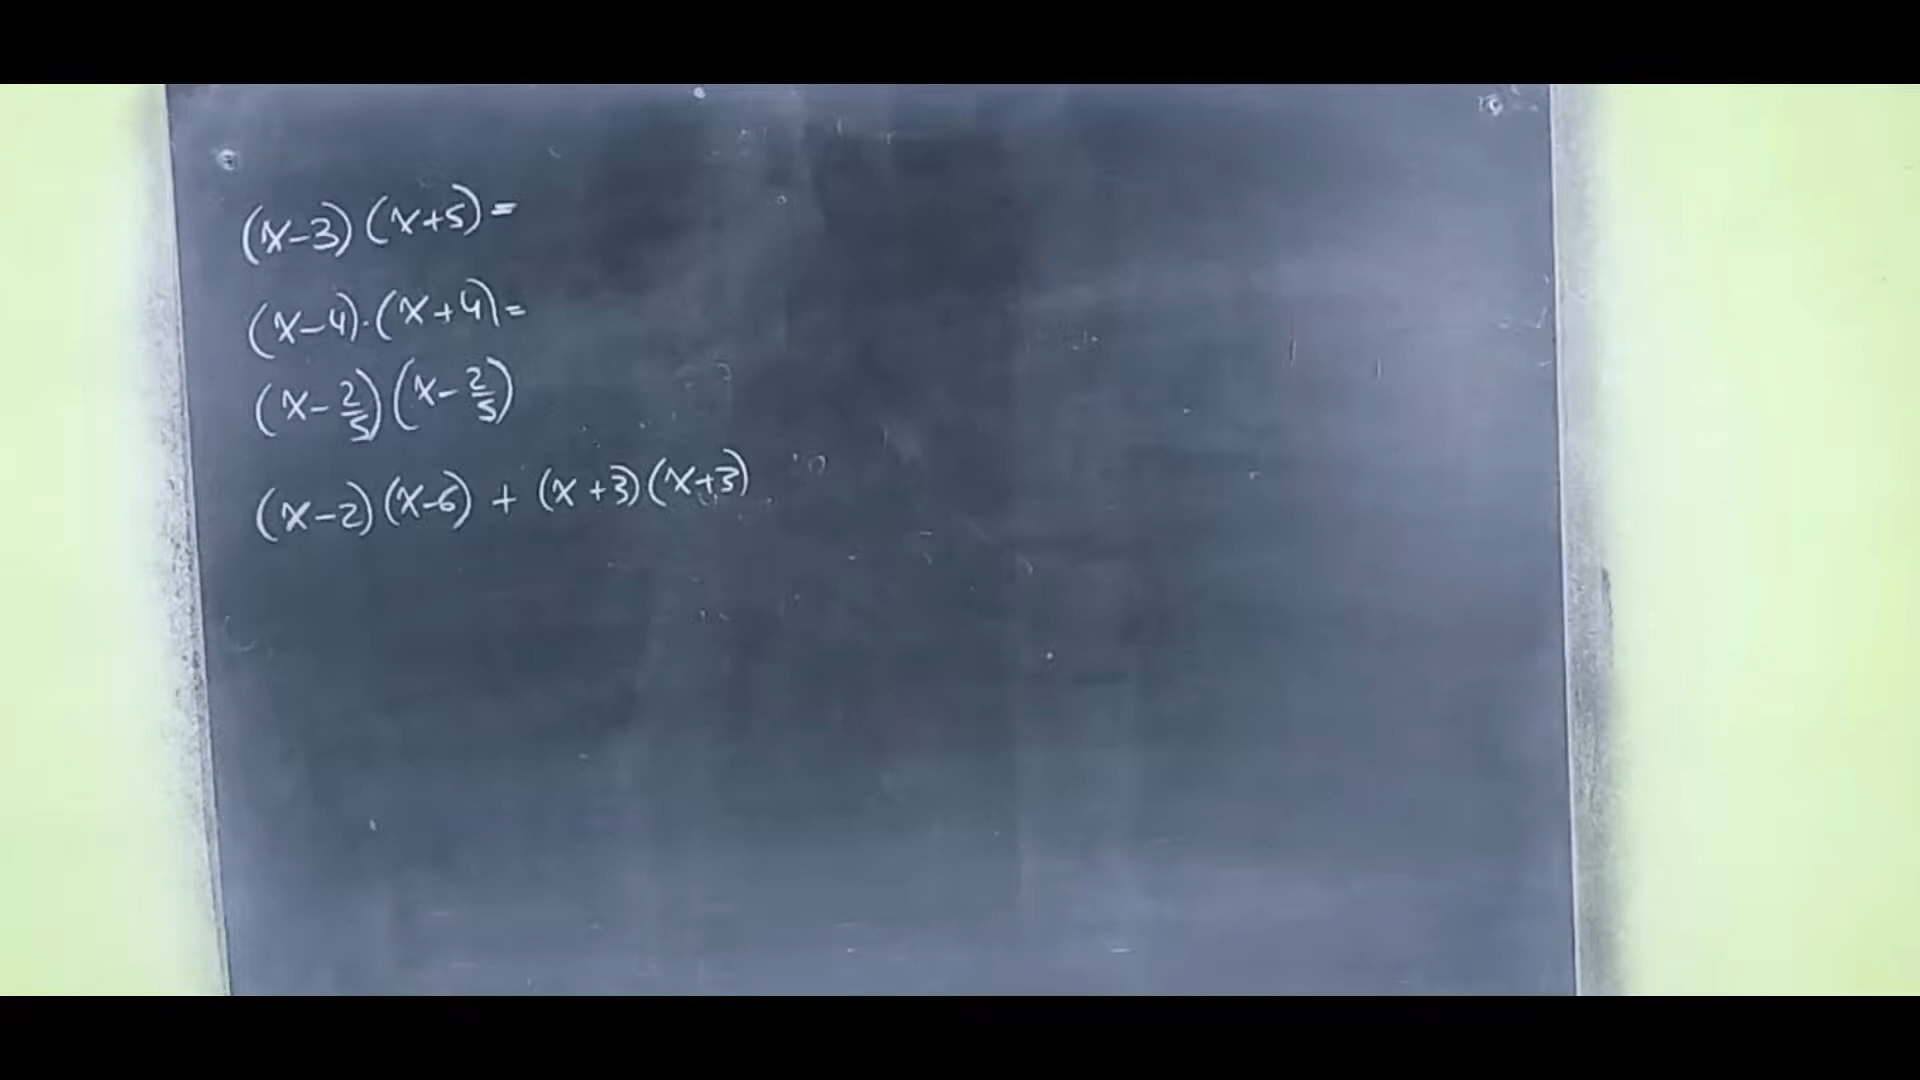 (x-3)(x+5)=
(x-4)·(x+4)=
(x-2/5)(x-2/5)
(x-2)(x-6) + (x+3)(x+3)